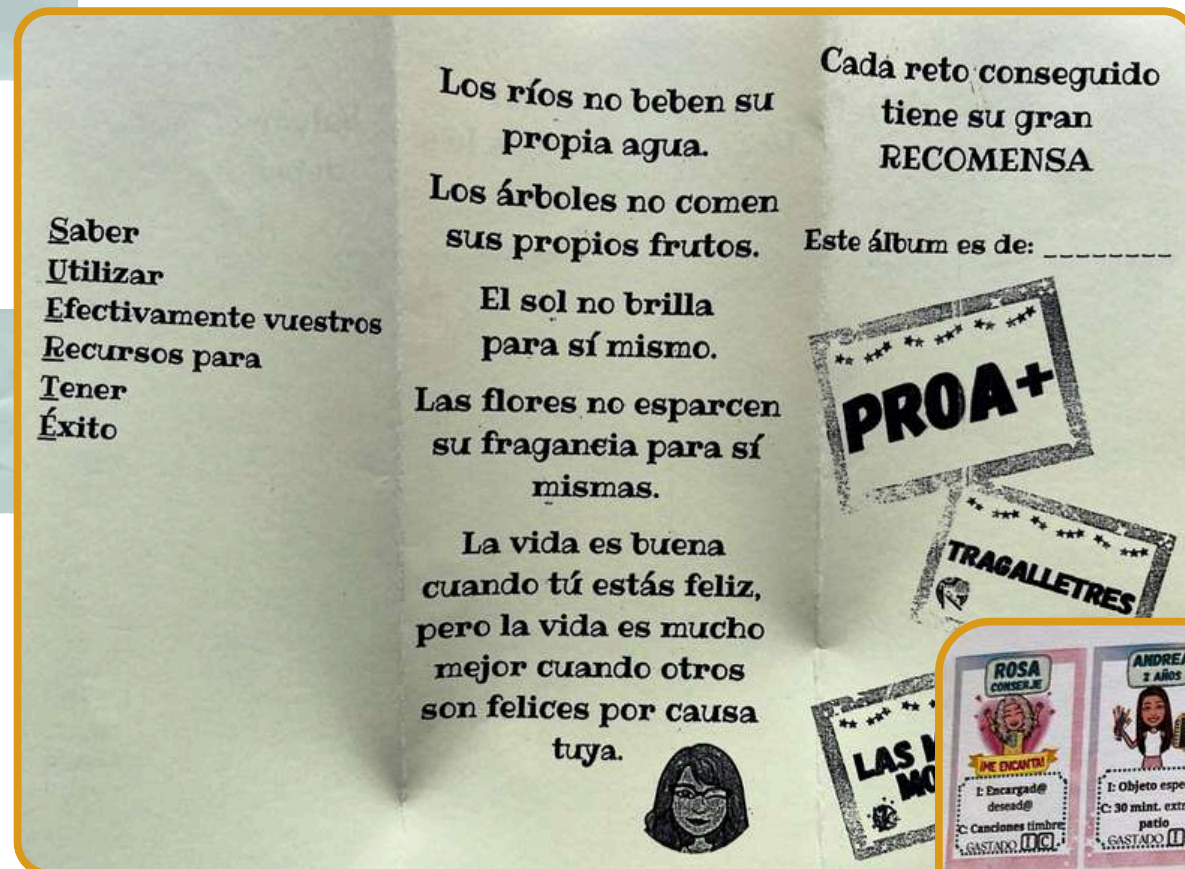 Saber
Utilizar
Efectivamente vuestros
Recursos para
Tener
Éxito
Los ríos no beben su
propia agua.
Los árboles no comen
sus propios frutos.
El sol no brilla
para sí mismo.
Las flores no esparcen
su fragancia para sí
mismas.
La vida es buena
cuando tú estás feliz,
pero la vida es mucho
mejor cuando otros
son felices por causa
tuya.
Cada reto conseguido
tiene su gran
RECOMENSA
Este álbum es de: ________
PROA+
TRAGALLETRES
LAS
ROSA
CONSERJE
¡ME ENCANTA!
I: Encargad@
desead@
C: Canciones timbre
GASTADO I C
ANDREA
2 AÑOS
I: Objeto
C: 30 mint.
patio
GASTADO I